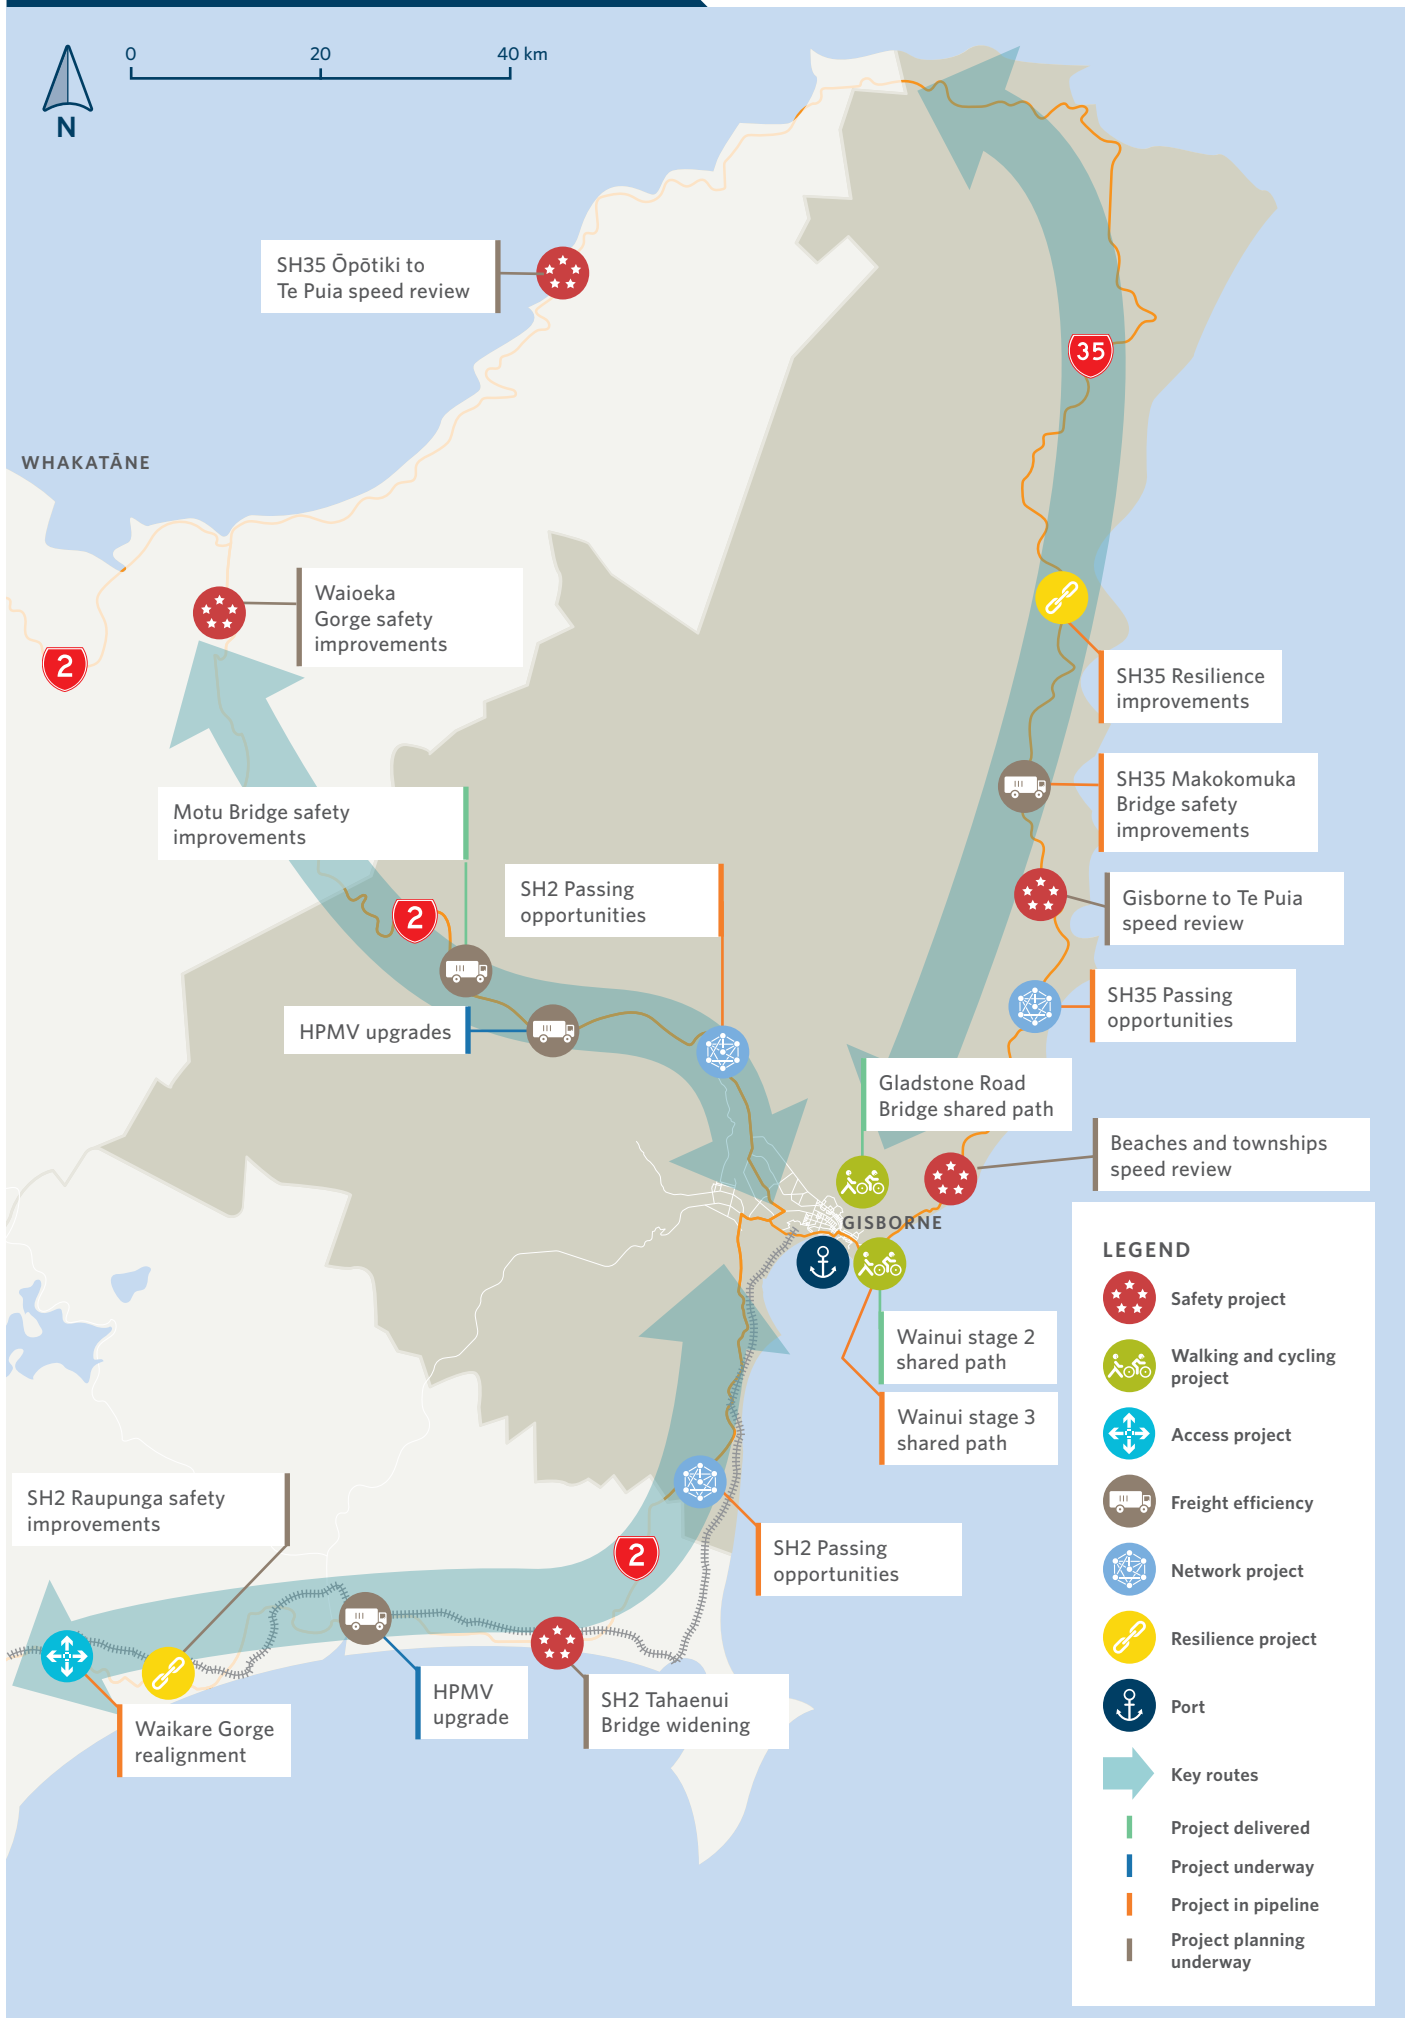 0 20 40 km
N
SH35 Ōpōtiki to
Te Puia speed review
35
WHAKATĀNE
Waioeka
Gorge safety
improvements
2
SH35 Resilience
improvements
SH35 Makokomuka
Bridge safety
improvements
Motu Bridge safety
improvements
SH2 Passing
opportunities
Gisborne to Te Puia
speed review
2
SH35 Passing
opportunities
HPMV upgrades
Gladstone Road
Bridge shared path
Beaches and townships
speed review
GISBORNE
Wainui stage 2
shared path
Wainui stage 3
shared path
SH2 Raupunga safety
improvements
2
SH2 Passing
opportunities
HPMV
upgrade
SH2 Tahaenui
Bridge widening
Waikare Gorge
realignment
LEGEND
Safety project
Walking and cycling
project
Access project
Freight efficiency
Network project
Resilience project
Port
Key routes
Project delivered
Project underway
Project in pipeline
Project planning
underway